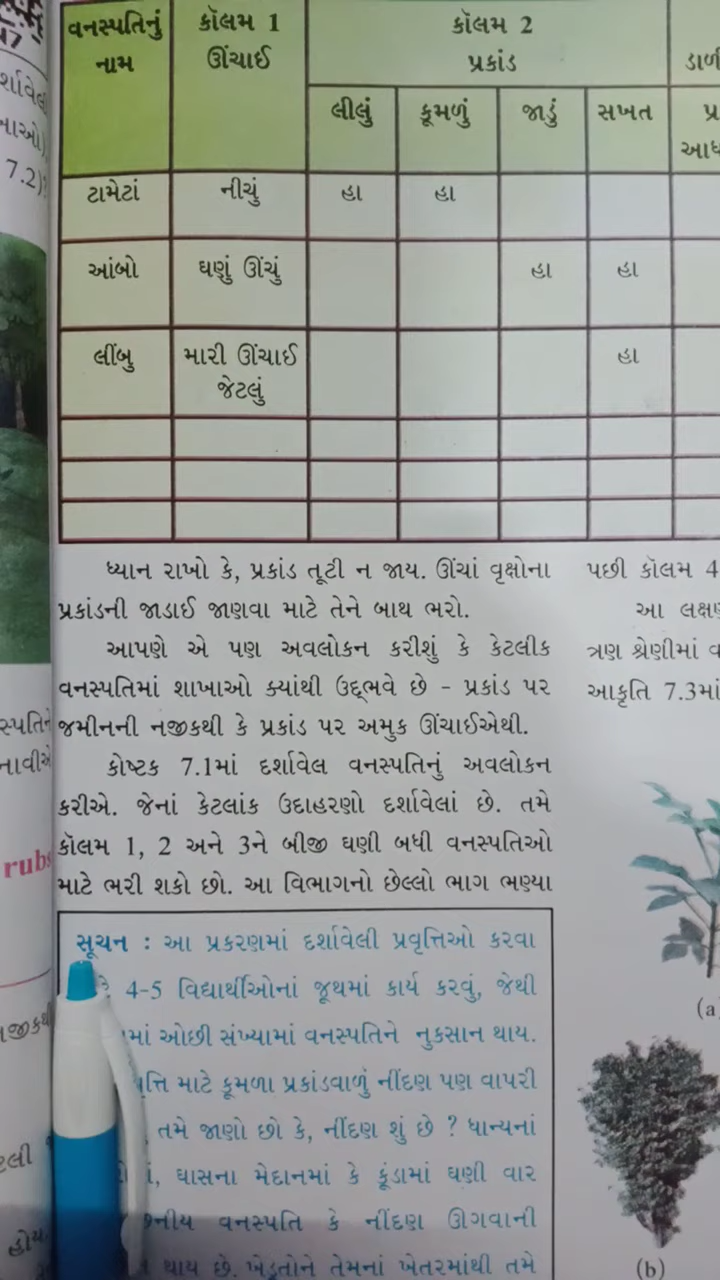 47
7.2)?
rubs
વનસ્પતિનું નામ કૉલમ 1 ઊંચાઈ કૉલમ 2 પ્રકાંડ
લીલું કૂમળું જાડું સખત
ટામેટાં નીચું હા હા
આંબો ઘણું ઊંચું હા હા
લીંબુ મારી ઊંચાઈ જેટલું હા
ધ્યાન રાખો કે, પ્રકાંડ તૂટી ન જાય. ઊંચાં વૃક્ષોના
પ્રકાંડની જાડાઈ જાણવા માટે તેને બાથ ભરો.
આપણે એ પણ અવલોકન કરીશું કે કેટલીક
વનસ્પતિમાં શાખાઓ ક્યાંથી ઉદ્ભવે છે - પ્રકાંડ પર
જમીનની નજીકથી કે પ્રકાંડ પર અમુક ઊંચાઈએથી.
કોષ્ટક 7.1માં દર્શાવેલ વનસ્પતિનું અવલોકન
કરીએ. જેનાં કેટલાંક ઉદાહરણો દર્શાવેલાં છે. તમે
કૉલમ 1, 2 અને 3ને બીજી ઘણી બધી વનસ્પતિઓ
માટે ભરી શકો છો. આ વિભાગનો છેલ્લો ભાગ ભણ્યા
સૂચન : આ પ્રકરણમાં દર્શાવેલી પ્રવૃત્તિઓ કરવા
4-5 વિદ્યાર્થીઓનાં જૂથમાં કાર્ય કરવું, જેથી
ઓછી સંખ્યામાં વનસ્પતિને નુકસાન થાય.
માટે કૂમળા પ્રકાંડવાળું નીંદણ પણ વાપરી
તમે જાણો છો કે, નીંદણ શું છે ? ધાન્યનાં
ઘાસના મેદાનમાં કે કૂંડામાં ઘણી વાર
વનસ્પતિ કે નીંદણ ઊગવાની
થાય છે. ખેડૂતોને તેમનાં ખેતરમાંથી તમે
પછી કૉલમ 4
આ
ત્રણ શ્રેણીમાં
આકૃતિ 7.3માં
(a
(b)